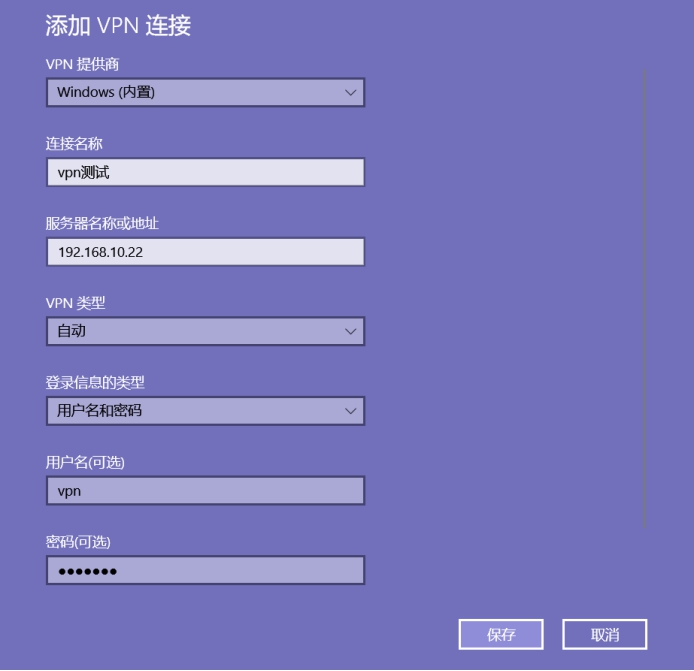 添加 VPN 连接
VPN 提供商
Windows (内置)
连接名称
vpn测试
服务器名称或地址
192.168.10.22
VPN 类型
自动
登录信息的类型
用户名和密码
用户名(可选)
vpn
密码(可选)
●●●●●●●
保存
取消